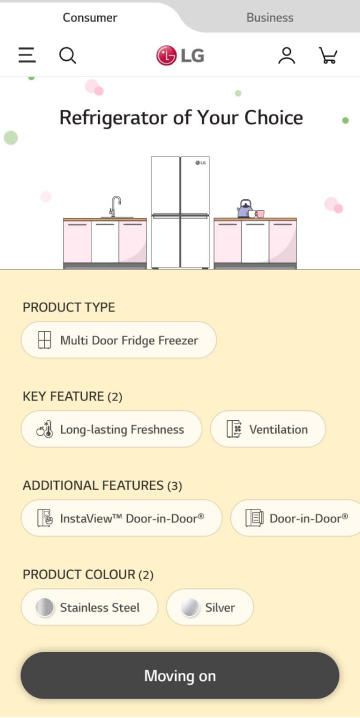 Consumer
Business
LG
Refrigerator of Your Choice
LG
PRODUCT TYPE
Multi Door Fridge Freezer
KEY FEATURE (2)
Long-lasting Freshness
Ventilation
ADDITIONAL FEATURES (3)
InstaView™ Door-in-Door®
Door-in-Door®
PRODUCT COLOUR (2)
Stainless Steel
Silver
Moving on